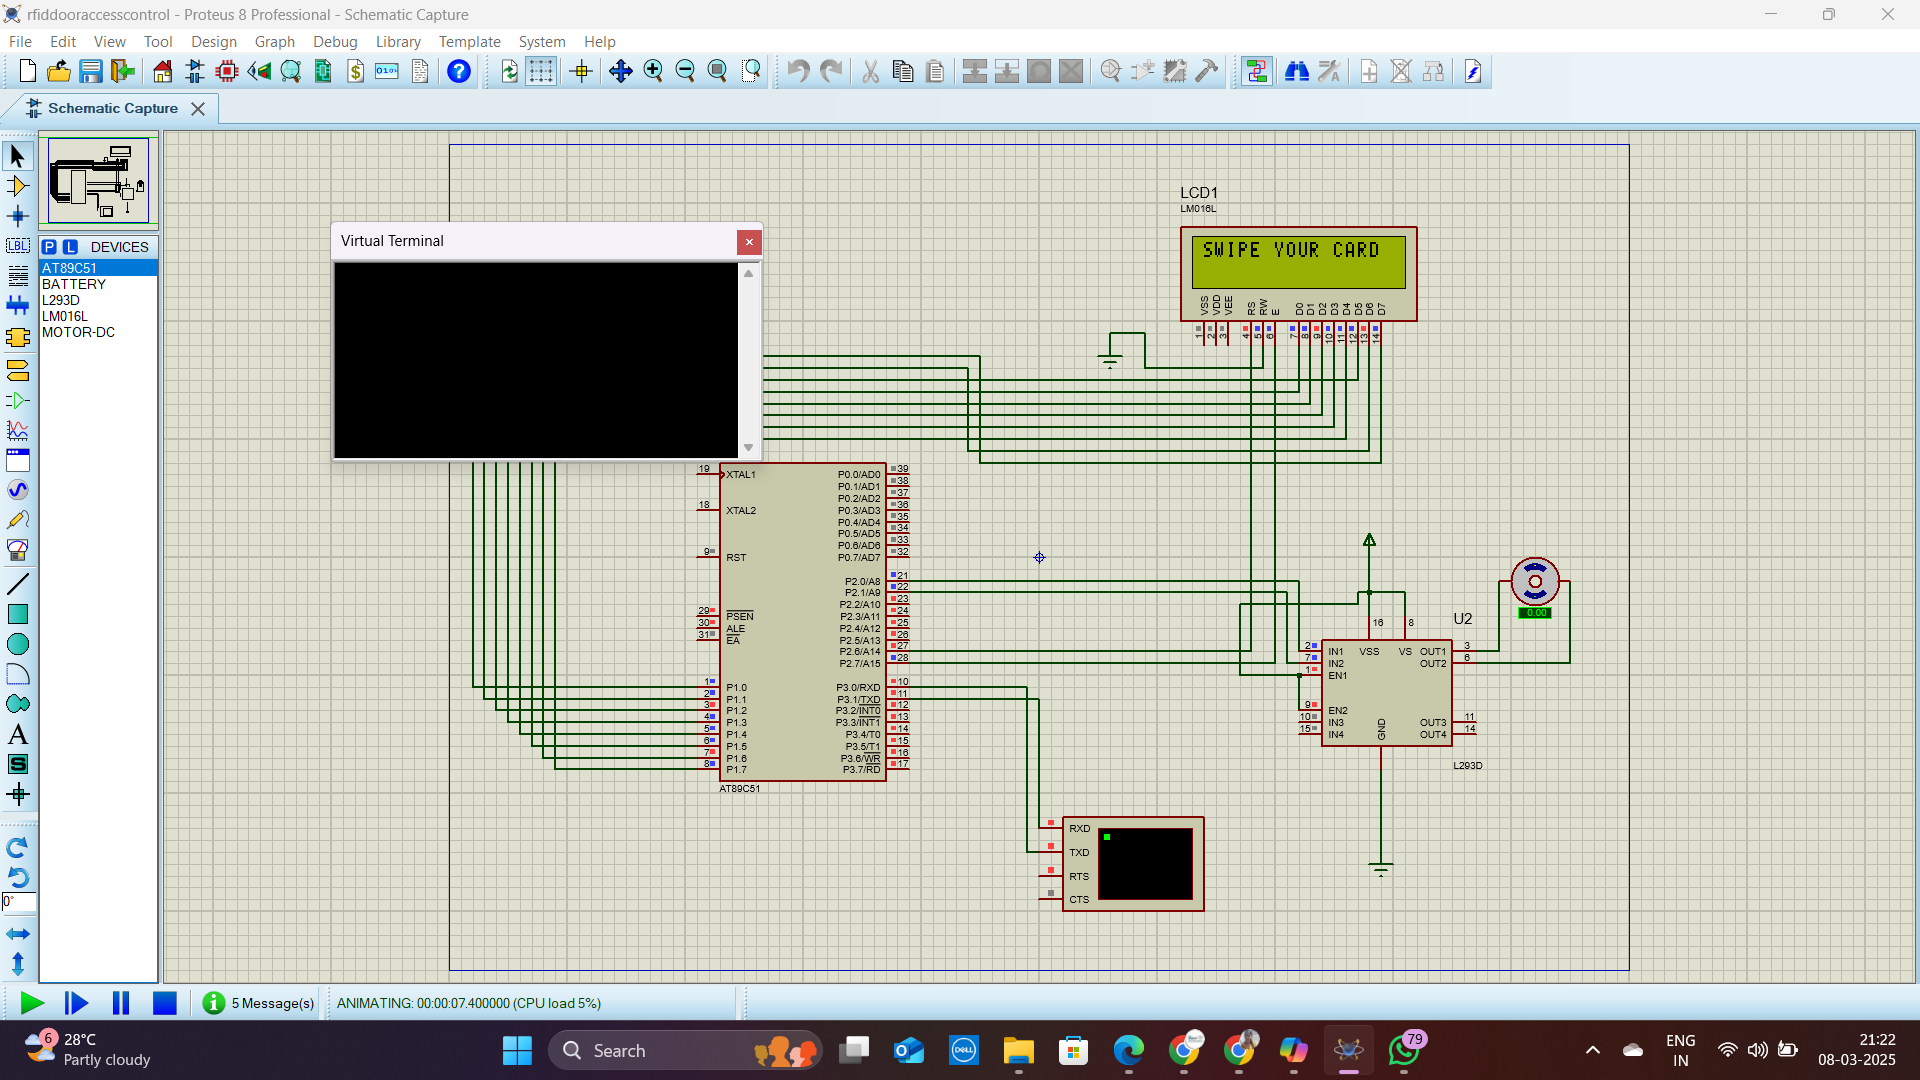 rfiddooraccesscontrol - Proteus 8 Professional - Schematic Capture
File Edit View Tool Design Graph Debug Library Template System Help
Schematic Capture
P L DEVICES
AT89C51
BATTERY
L293D
LM016L
MOTOR-DC
LBL
A
S
0°
Virtual Terminal
LCD1
LM016L
SWIPE YOUR CARD
VSS VDD VEE RS RW E D0 D1 D2 D3 D4 D5 D6 D7
1 2 3 4 5 6 7 8 9 10 11 12 13 14
19 XTAL1 P0.0/AD0 39
P0.1/AD1 38
P0.2/AD2 37
18 XTAL2 P0.3/AD3 36
P0.4/AD4 35
P0.5/AD5 34
P0.6/AD6 33
9 RST P0.7/AD7 32
P2.0/A8 21
P2.1/A9 22
P2.2/A10 23
29 PSEN P2.3/A11 24
30 ALE P2.4/A12 25
31 EA P2.5/A13 26
P2.6/A14 27
P2.7/A15 28
1 P1.0 P3.0/RXD 10
2 P1.1 P3.1/TXD 11
3 P1.2 P3.2/INT0 12
4 P1.3 P3.3/INT1 13
5 P1.4 P3.4/T0 14
6 P1.5 P3.5/T1 15
7 P1.6 P3.6/WR 16
8 P1.7 P3.7/RD 17
AT89C51
0.00
U2
16 8
2 IN1 VSS VS OUT1 3
7 IN2 OUT2 6
1 EN1
9 EN2
10 IN3 OUT3 11
15 IN4 OUT4 14
GND
L293D
RXD
TXD
RTS
CTS
5 Message(s) ANIMATING: 00:00:07.400000 (CPU load 5%)
6 28°C
Partly cloudy
Search
DELL
79
ENG
IN
21:22
08-03-2025